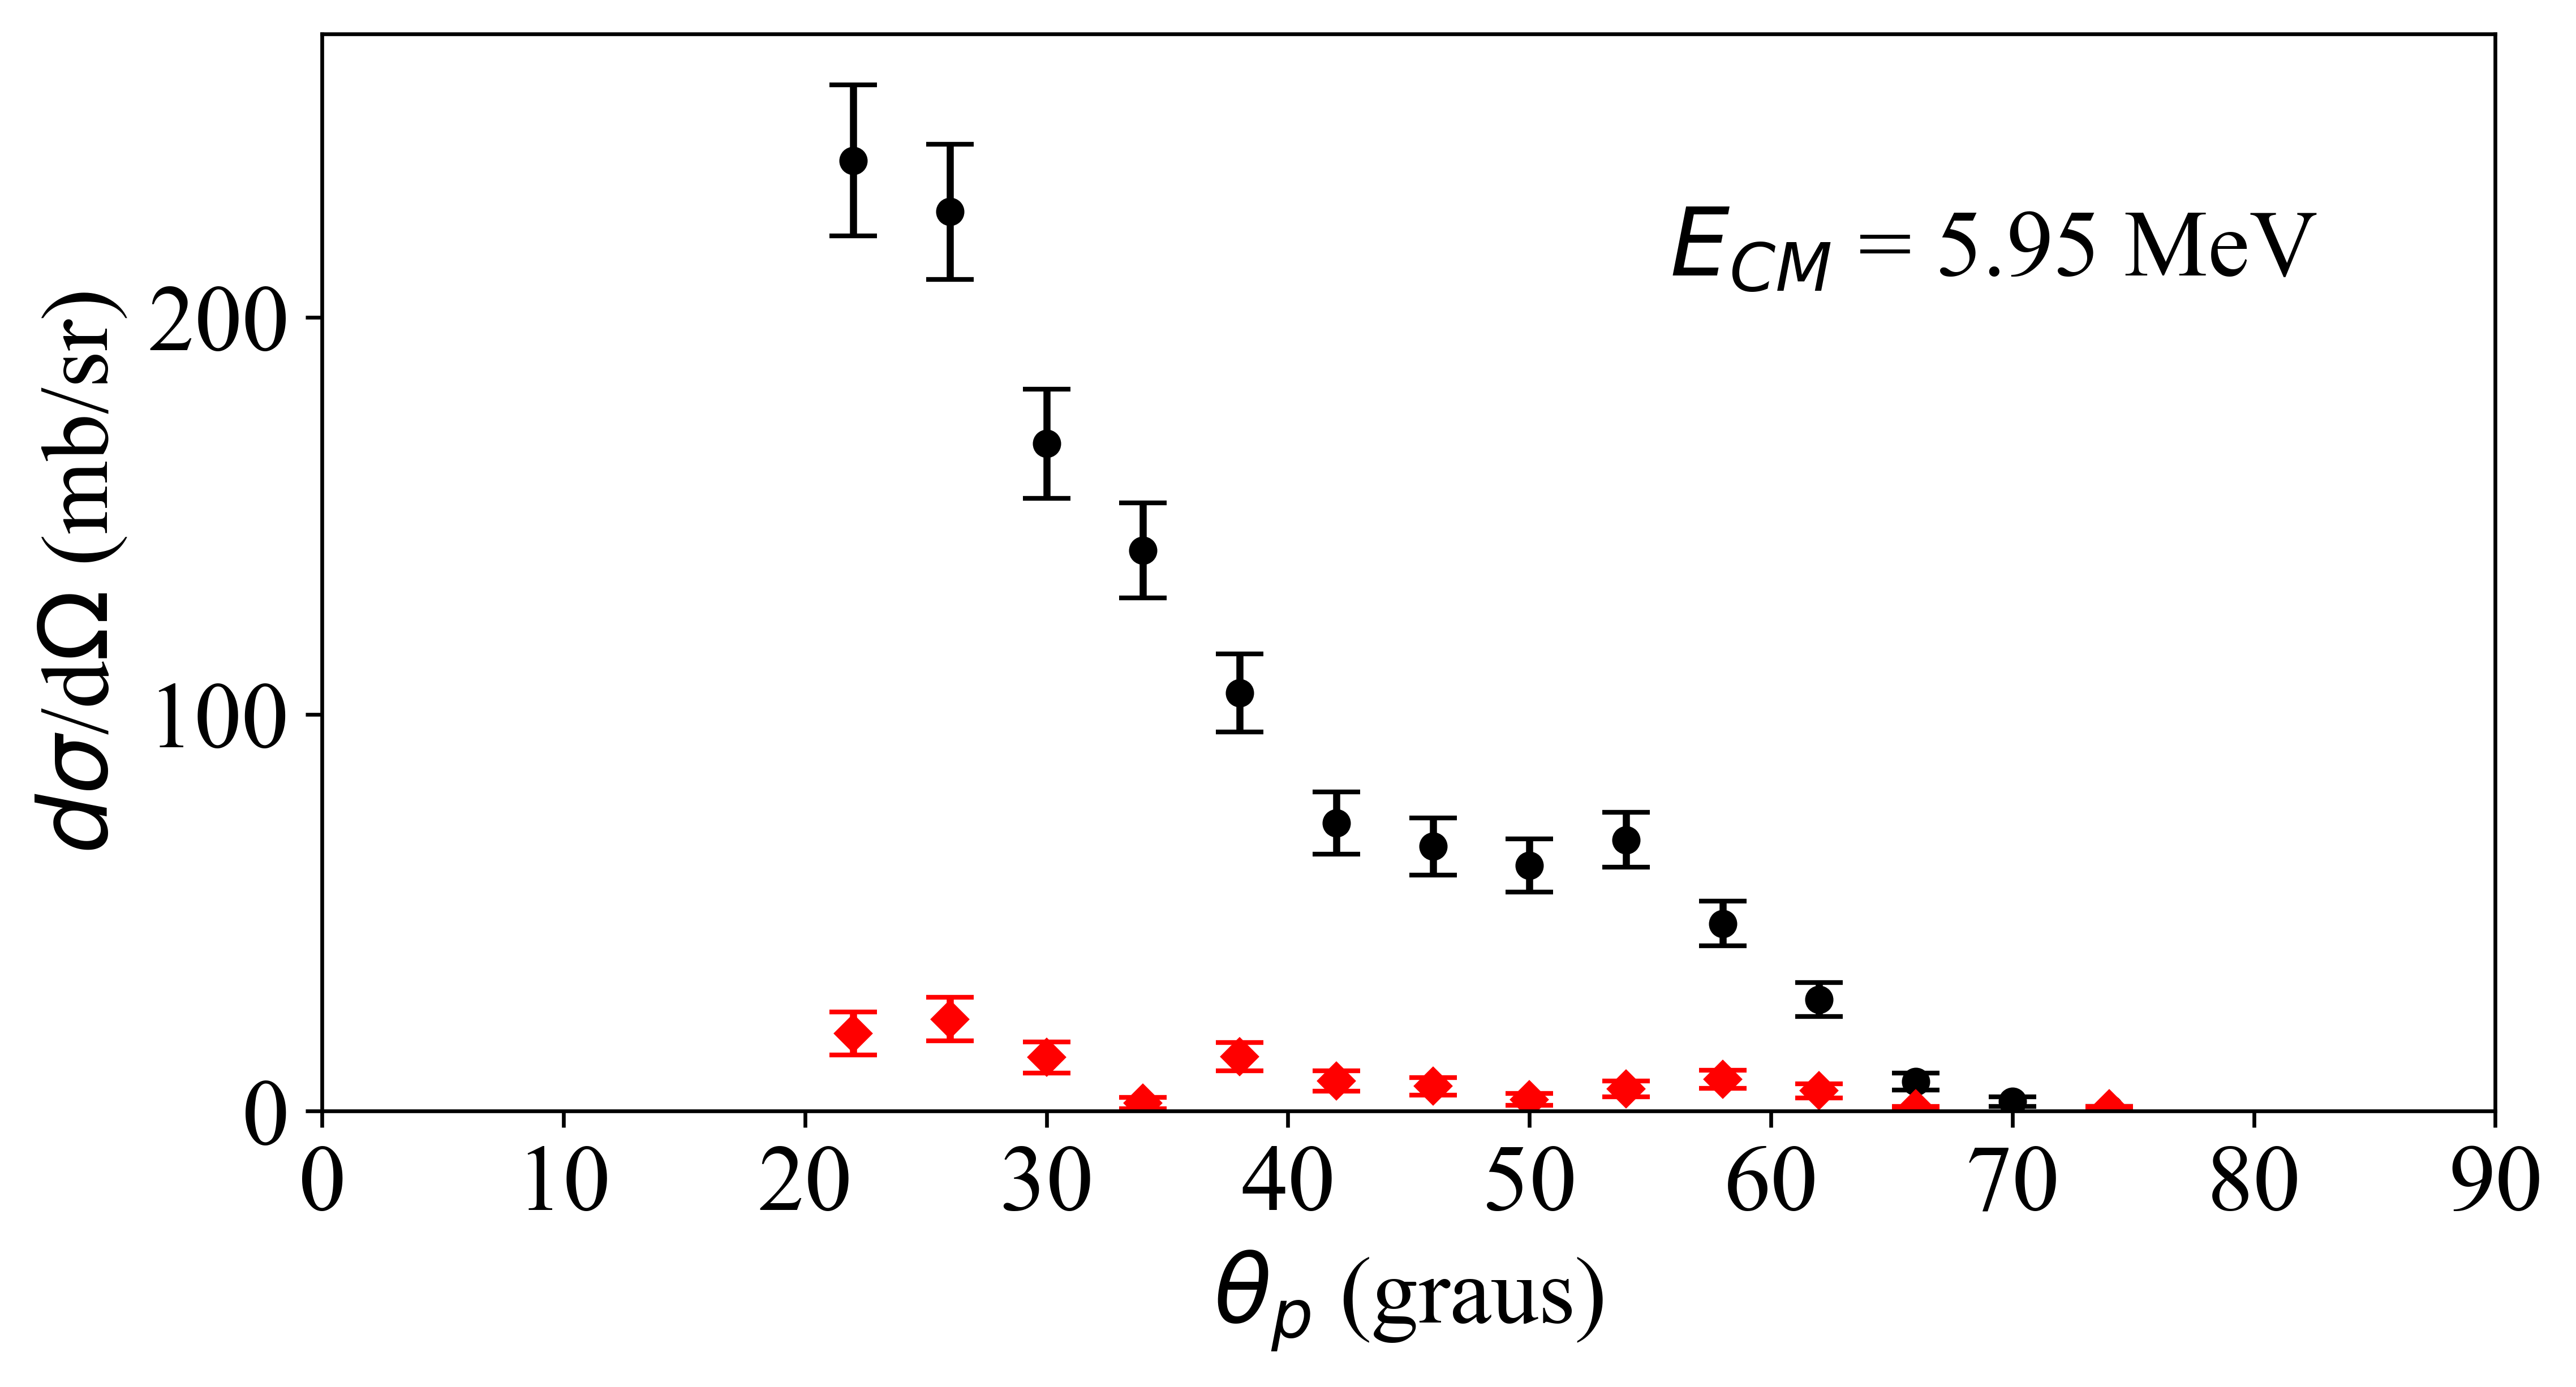 E_CM = 5.95 MeV
dσ/dΩ (mb/sr)
200
100
0
0 10 20 30 40 50 60 70 80 90
θ_p (graus)